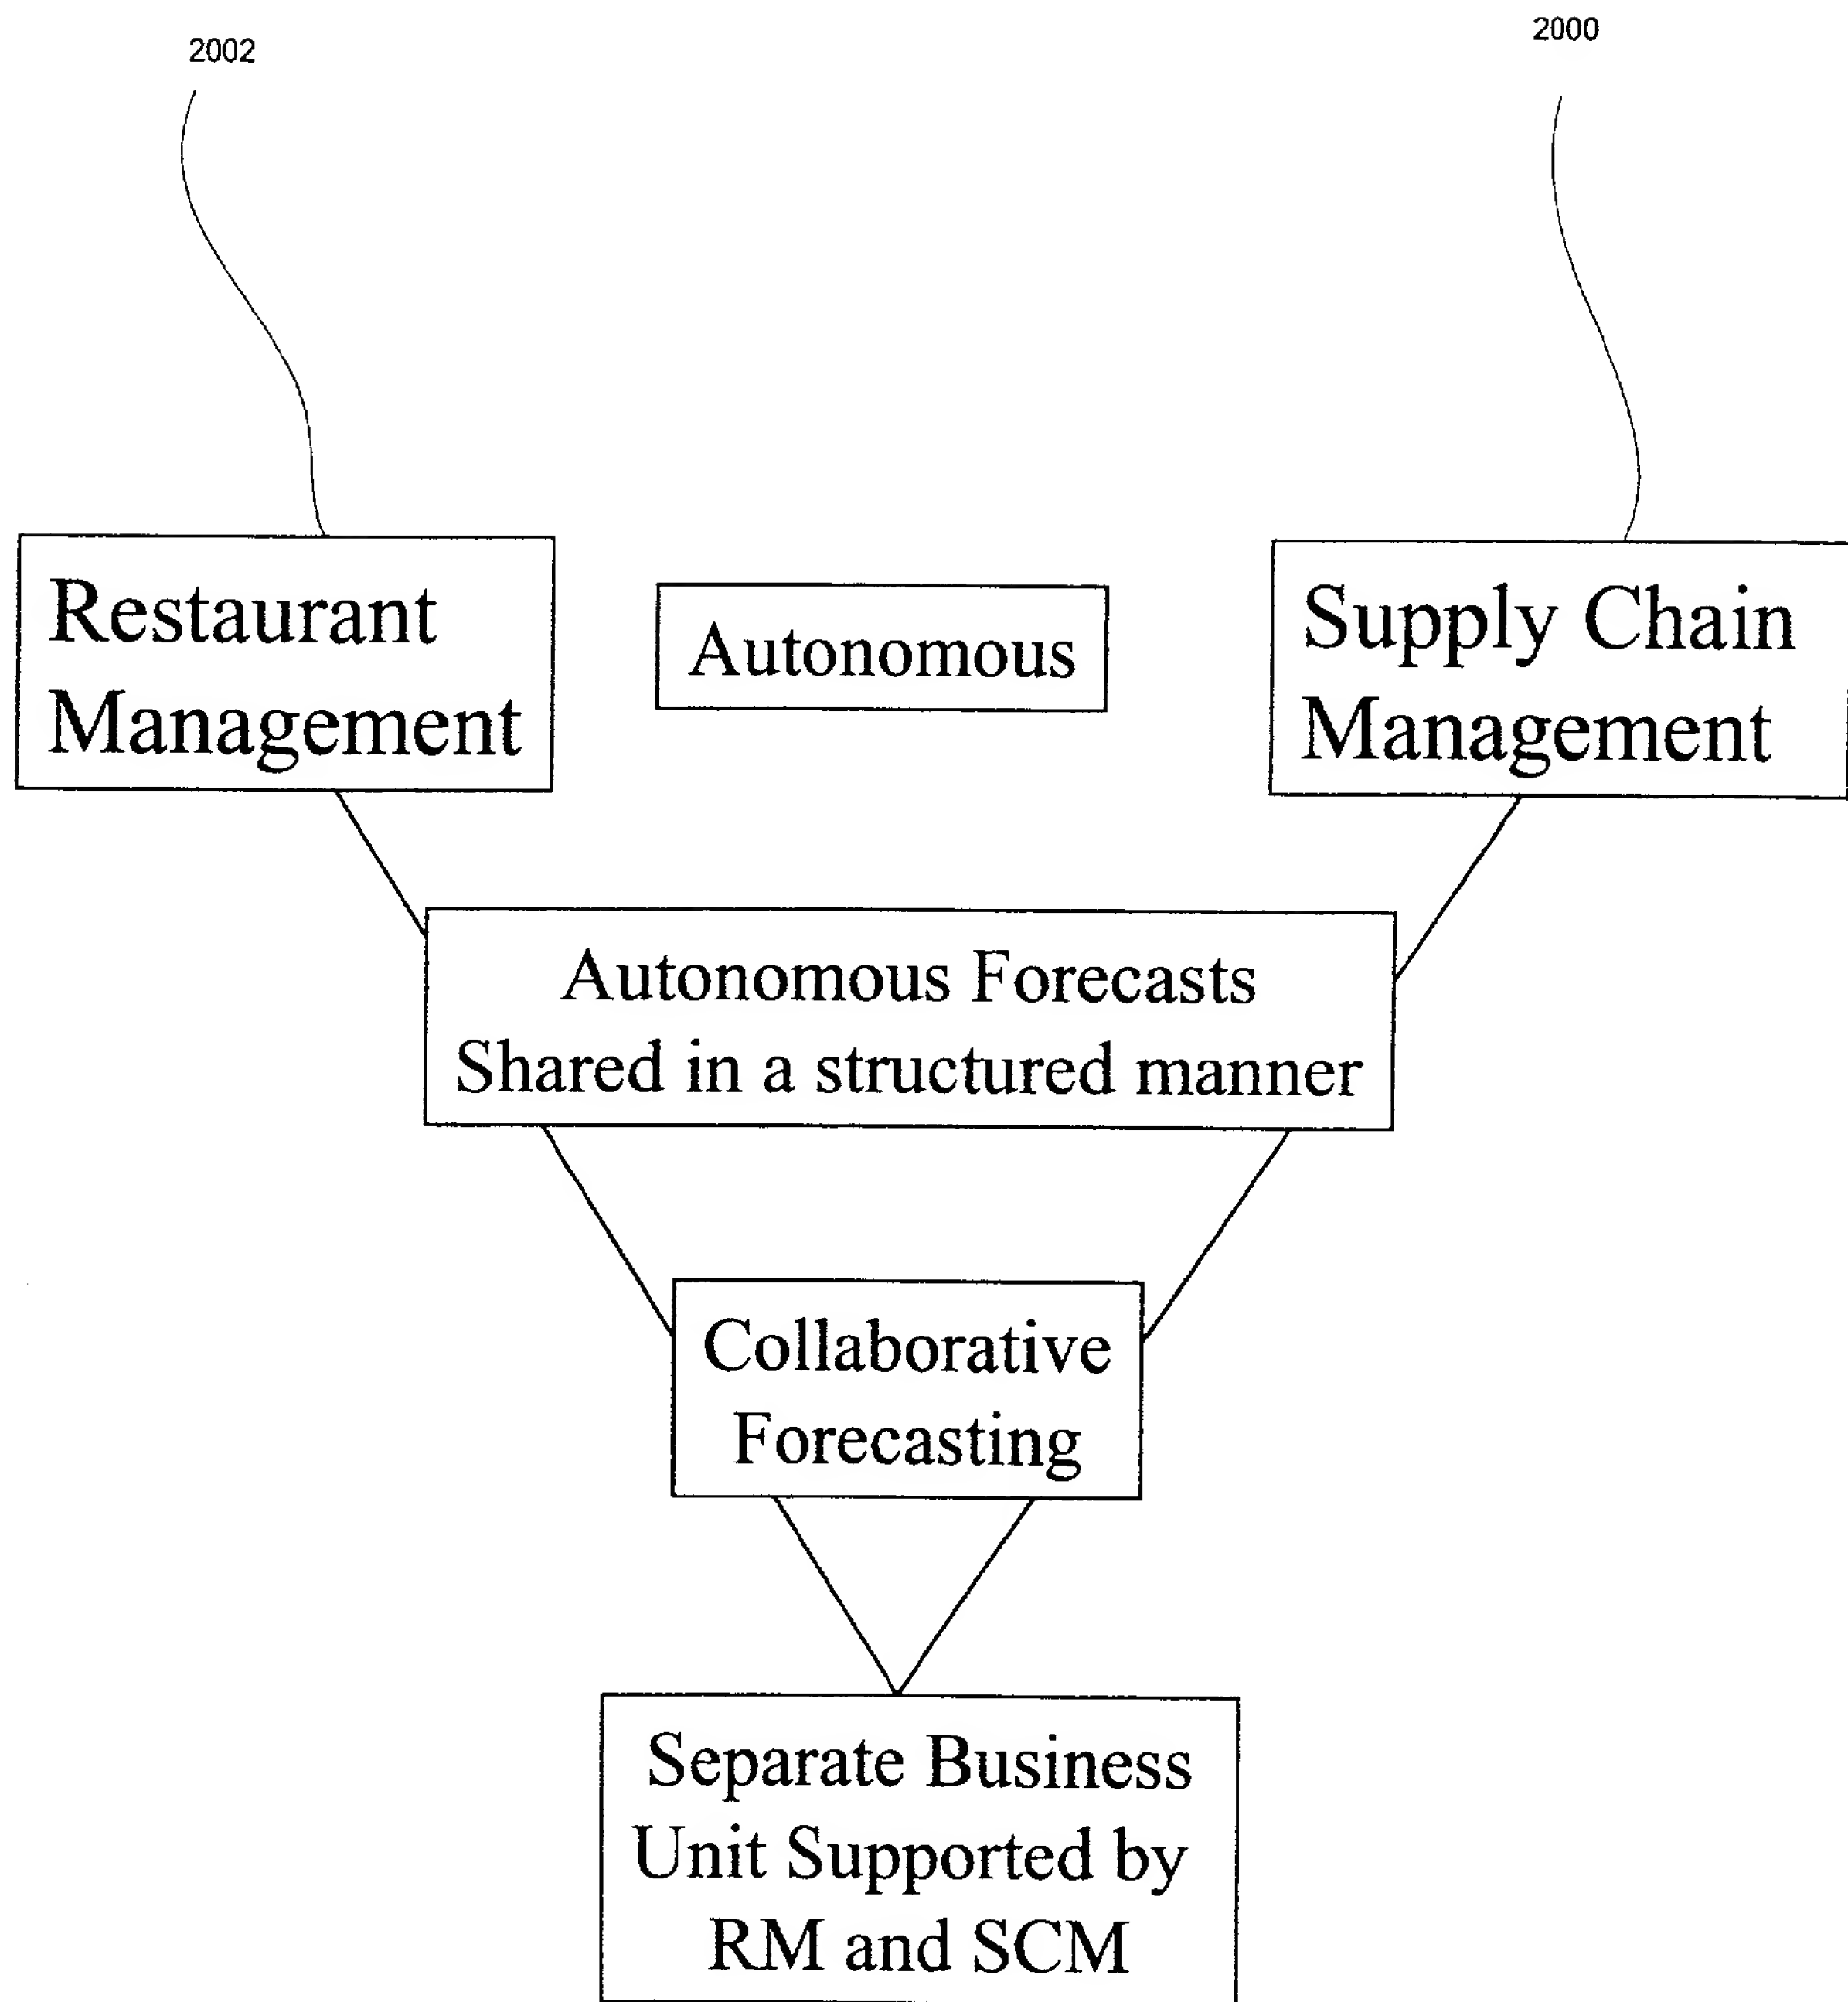 2002
2000
Restaurant
Management
Autonomous
Supply Chain
Management
Autonomous Forecasts
Shared in a structured manner
Collaborative
Forecasting
Separate Business
Unit Supported by
RM and SCM